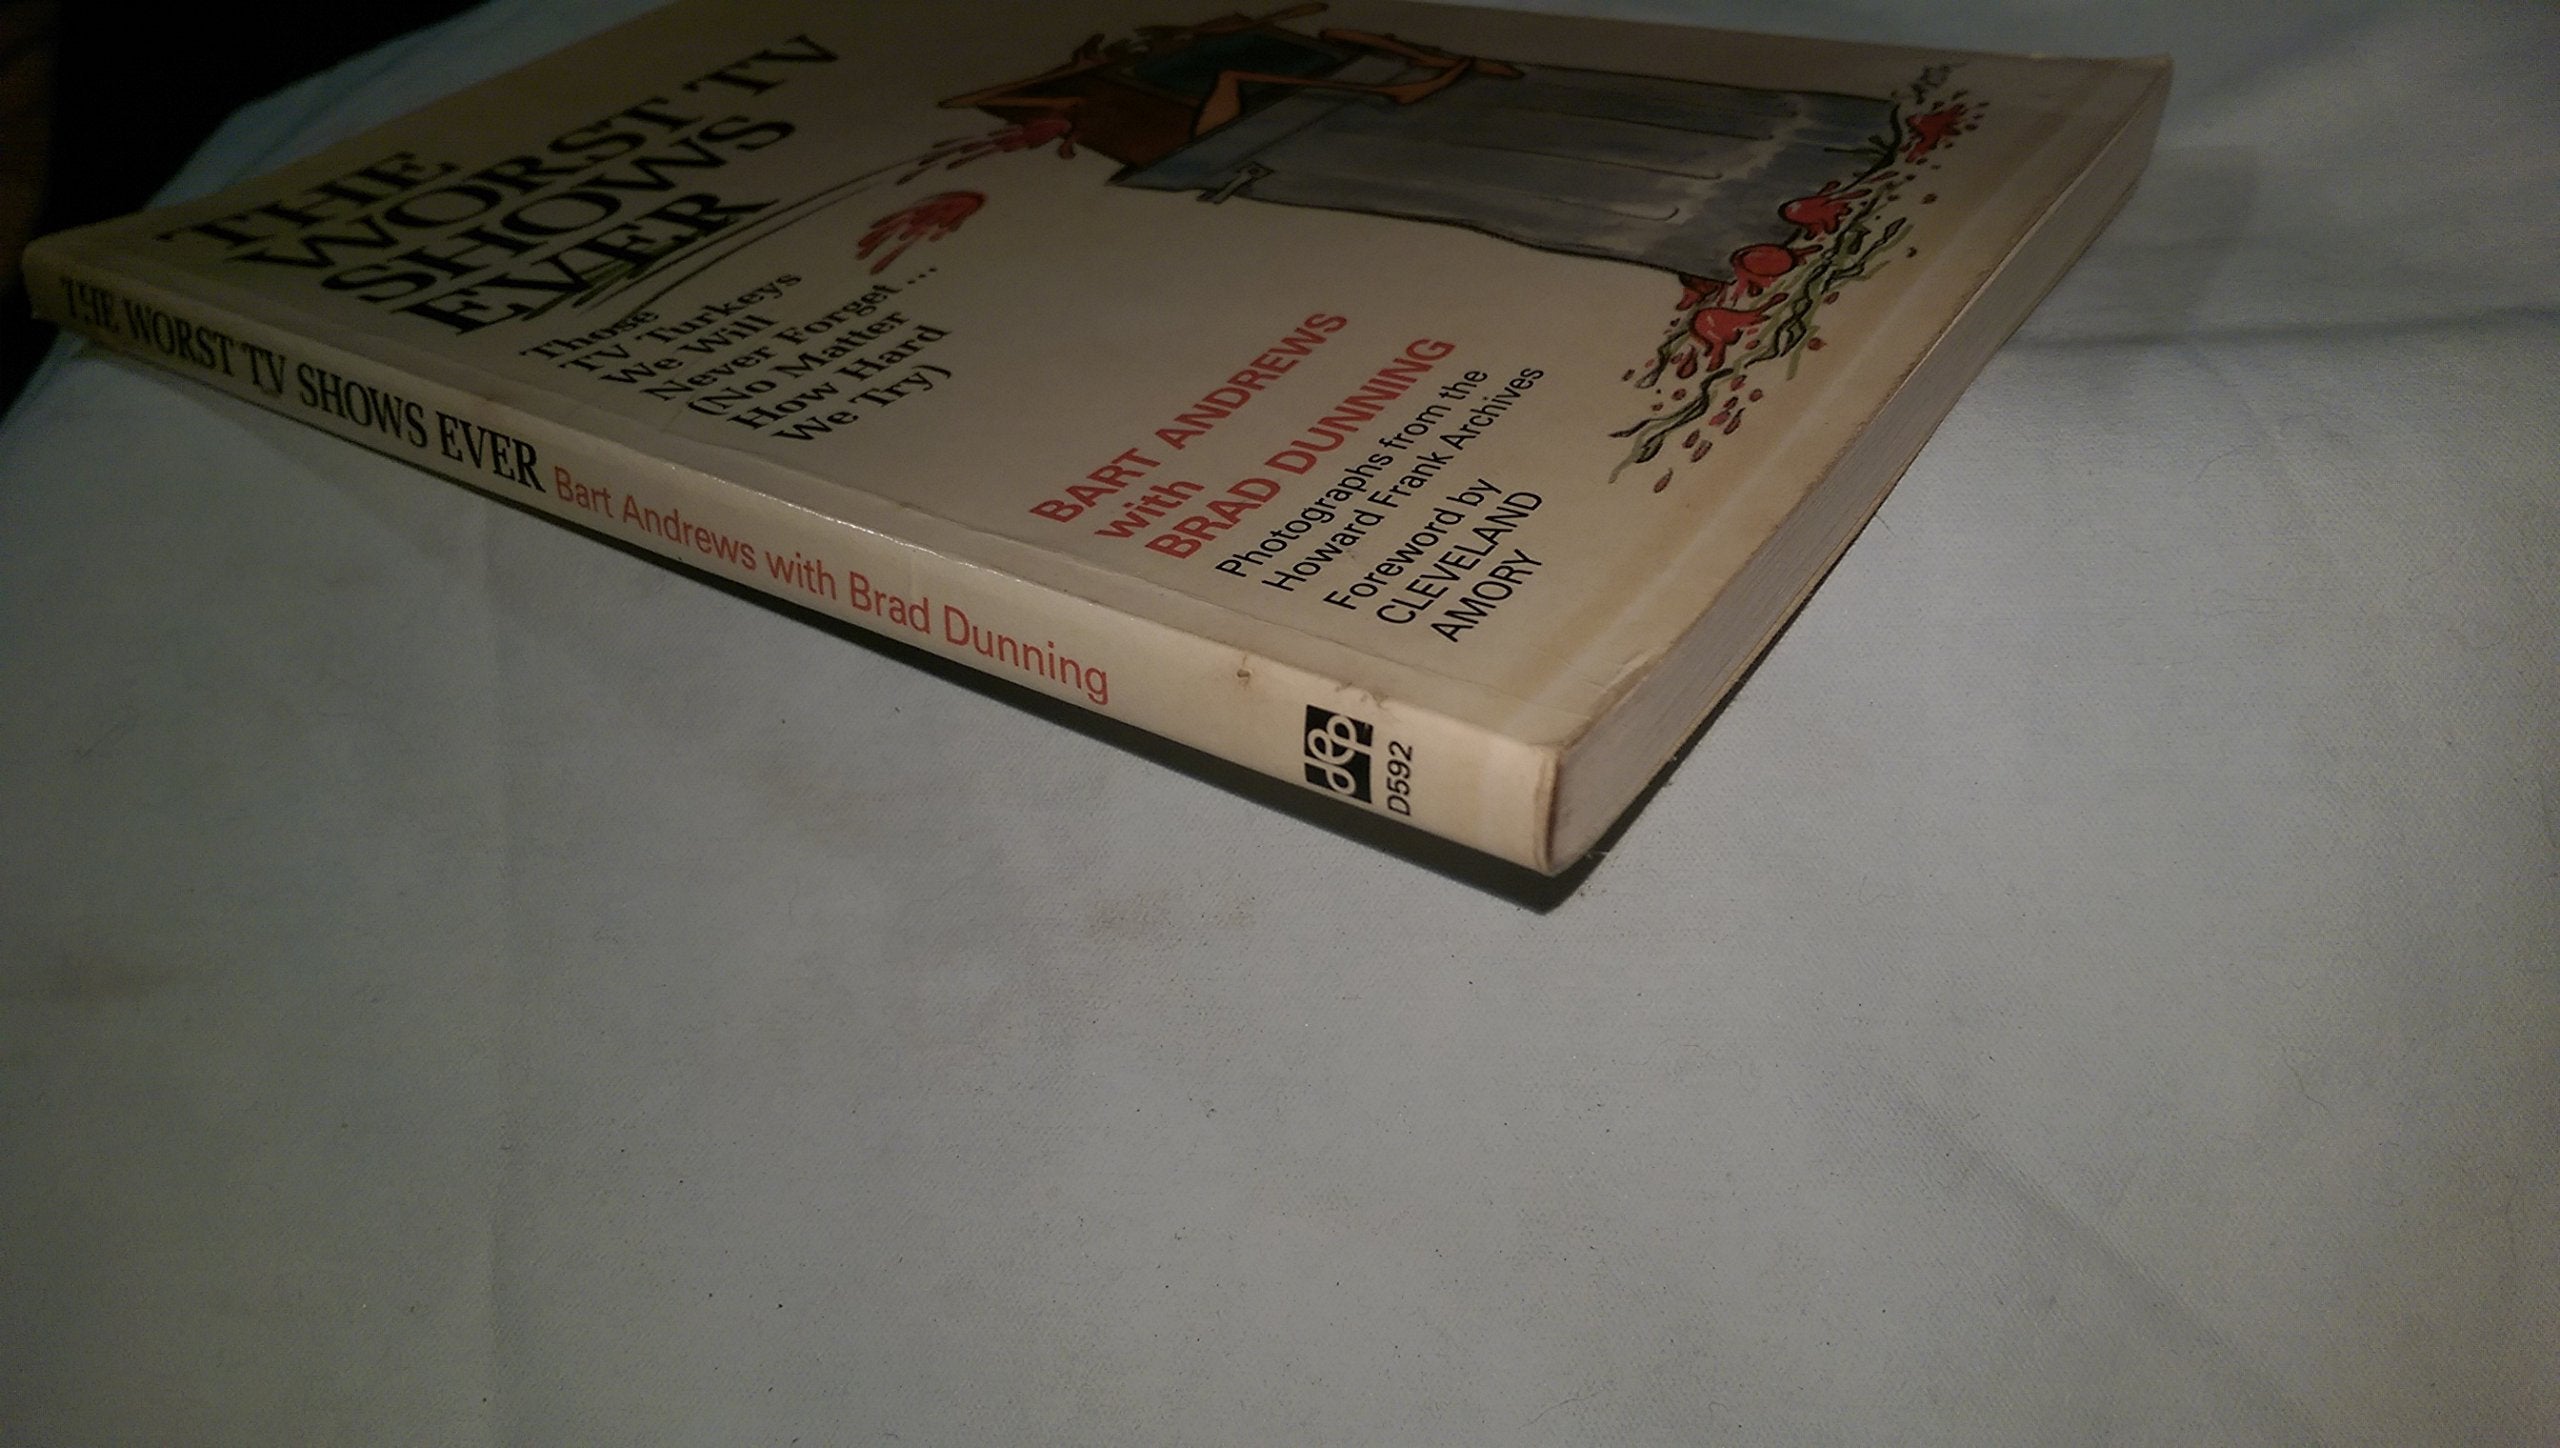 THE
WORST TV
SHOWS
EVER
Those
TV Turkeys
We Will
Never Forget...
(No Matter
How Hard
We Try)
BART ANDREWS
with
BRAD DUNNING
Photographs from the
Howard Frank Archives
Foreword by
CLEVELAND
AMORY
THE WORST TV SHOWS EVER Bart Andrews with Brad Dunning
dep
D592